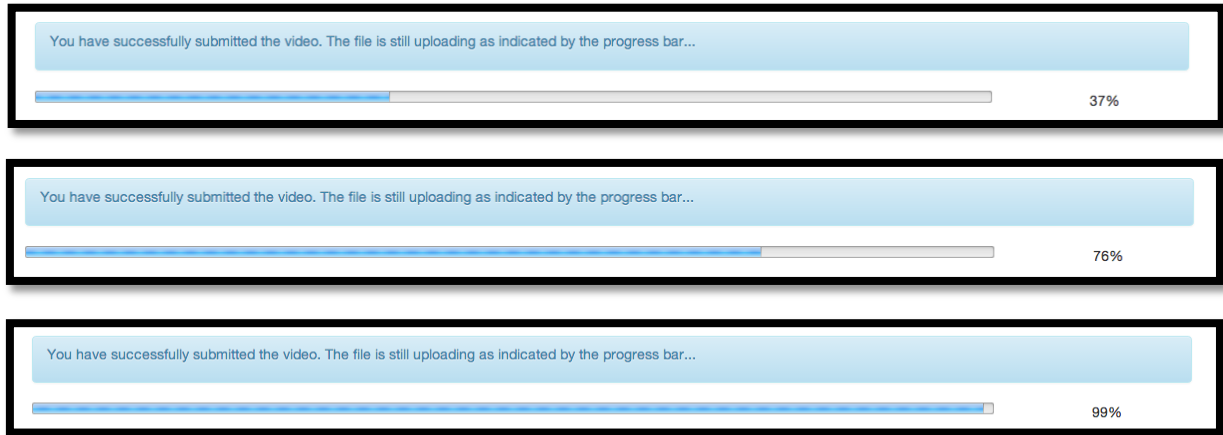 You have successfully submitted the video. The file is still uploading as indicated by the progress bar...
37%
You have successfully submitted the video. The file is still uploading as indicated by the progress bar...
76%
You have successfully submitted the video. The file is still uploading as indicated by the progress bar...
99%